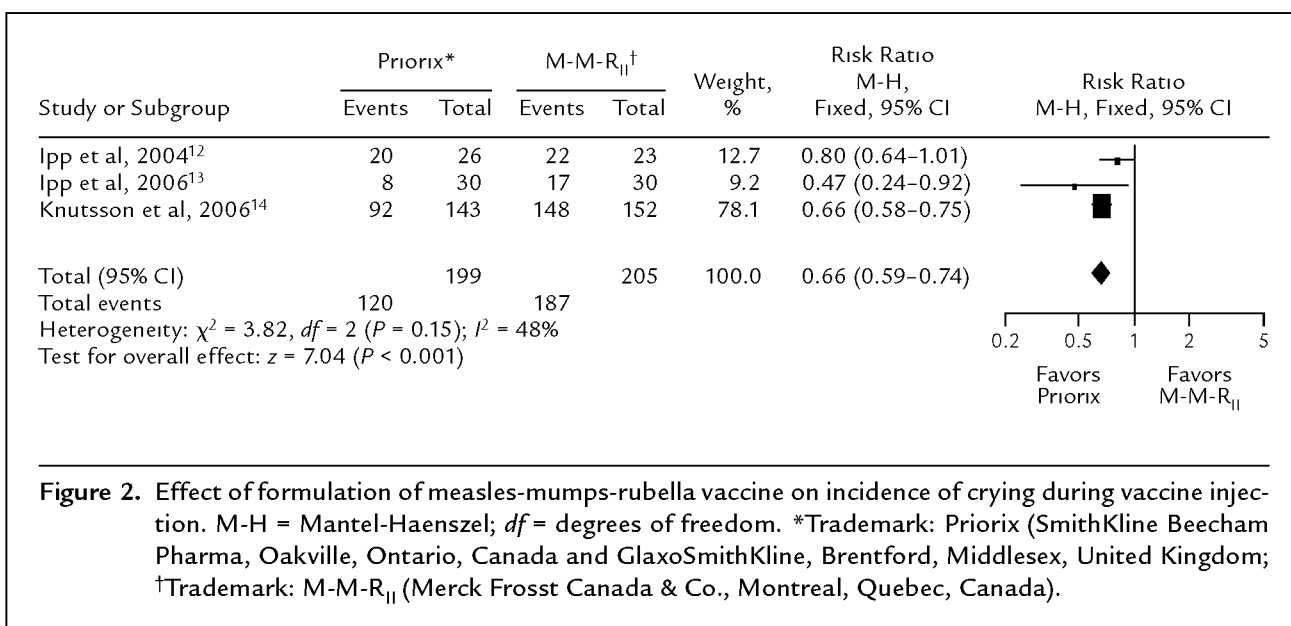 Priorix* M-M-R_II† Weight, % Risk Ratio M-H, Fixed, 95% CI Risk Ratio M-H, Fixed, 95% CI
Study or Subgroup Events Total Events Total
Ipp et al, 2004¹² 20 26 22 23 12.7 0.80 (0.64–1.01)
Ipp et al, 2006¹³ 8 30 17 30 9.2 0.47 (0.24–0.92)
Knutsson et al, 2006¹⁴ 92 143 148 152 78.1 0.66 (0.58–0.75)
Total (95% CI) 199 205 100.0 0.66 (0.59–0.74)
Total events 120 187
Heterogeneity: χ² = 3.82, df = 2 (P = 0.15); I² = 48%
Test for overall effect: z = 7.04 (P < 0.001)
0.2 0.5 1 2 5
Favors Favors
Priorix M-M-R_II
Figure 2. Effect of formulation of measles-mumps-rubella vaccine on incidence of crying during vaccine injec-
tion. M-H = Mantel-Haenszel; df = degrees of freedom. *Trademark: Priorix (SmithKline Beecham
Pharma, Oakville, Ontario, Canada and GlaxoSmithKline, Brentford, Middlesex, United Kingdom;
†Trademark: M-M-R_II (Merck Frosst Canada & Co., Montreal, Quebec, Canada).